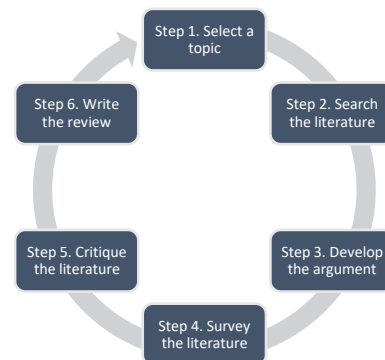 Step 1. Select a
topic
Step 2. Search
the literature
Step 3. Develop
the argument
Step 4. Survey
the literature
Step 5. Critique
the literature
Step 6. Write
the review